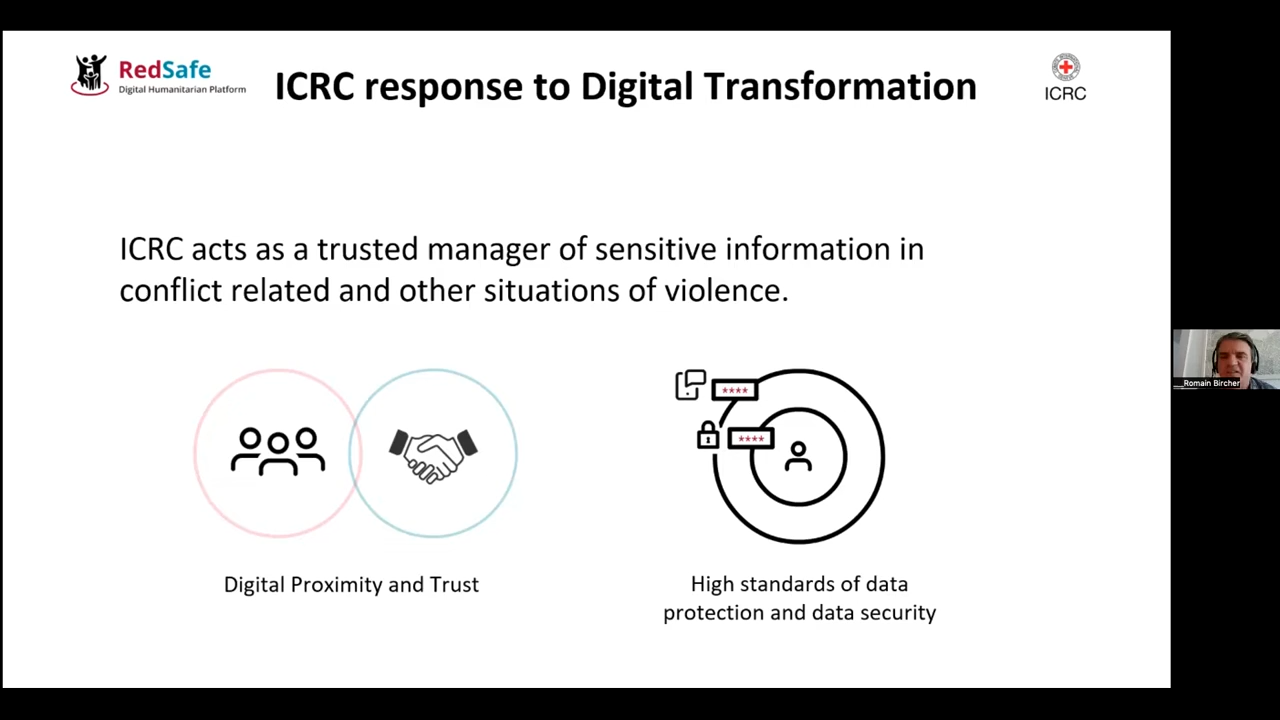 RedSafe
Digital Humanitarian Platform
ICRC response to Digital Transformation
ICRC
ICRC acts as a trusted manager of sensitive information in
conflict related and other situations of violence.
****
****
Digital Proximity and Trust
High standards of data
protection and data security
Romain Bircher